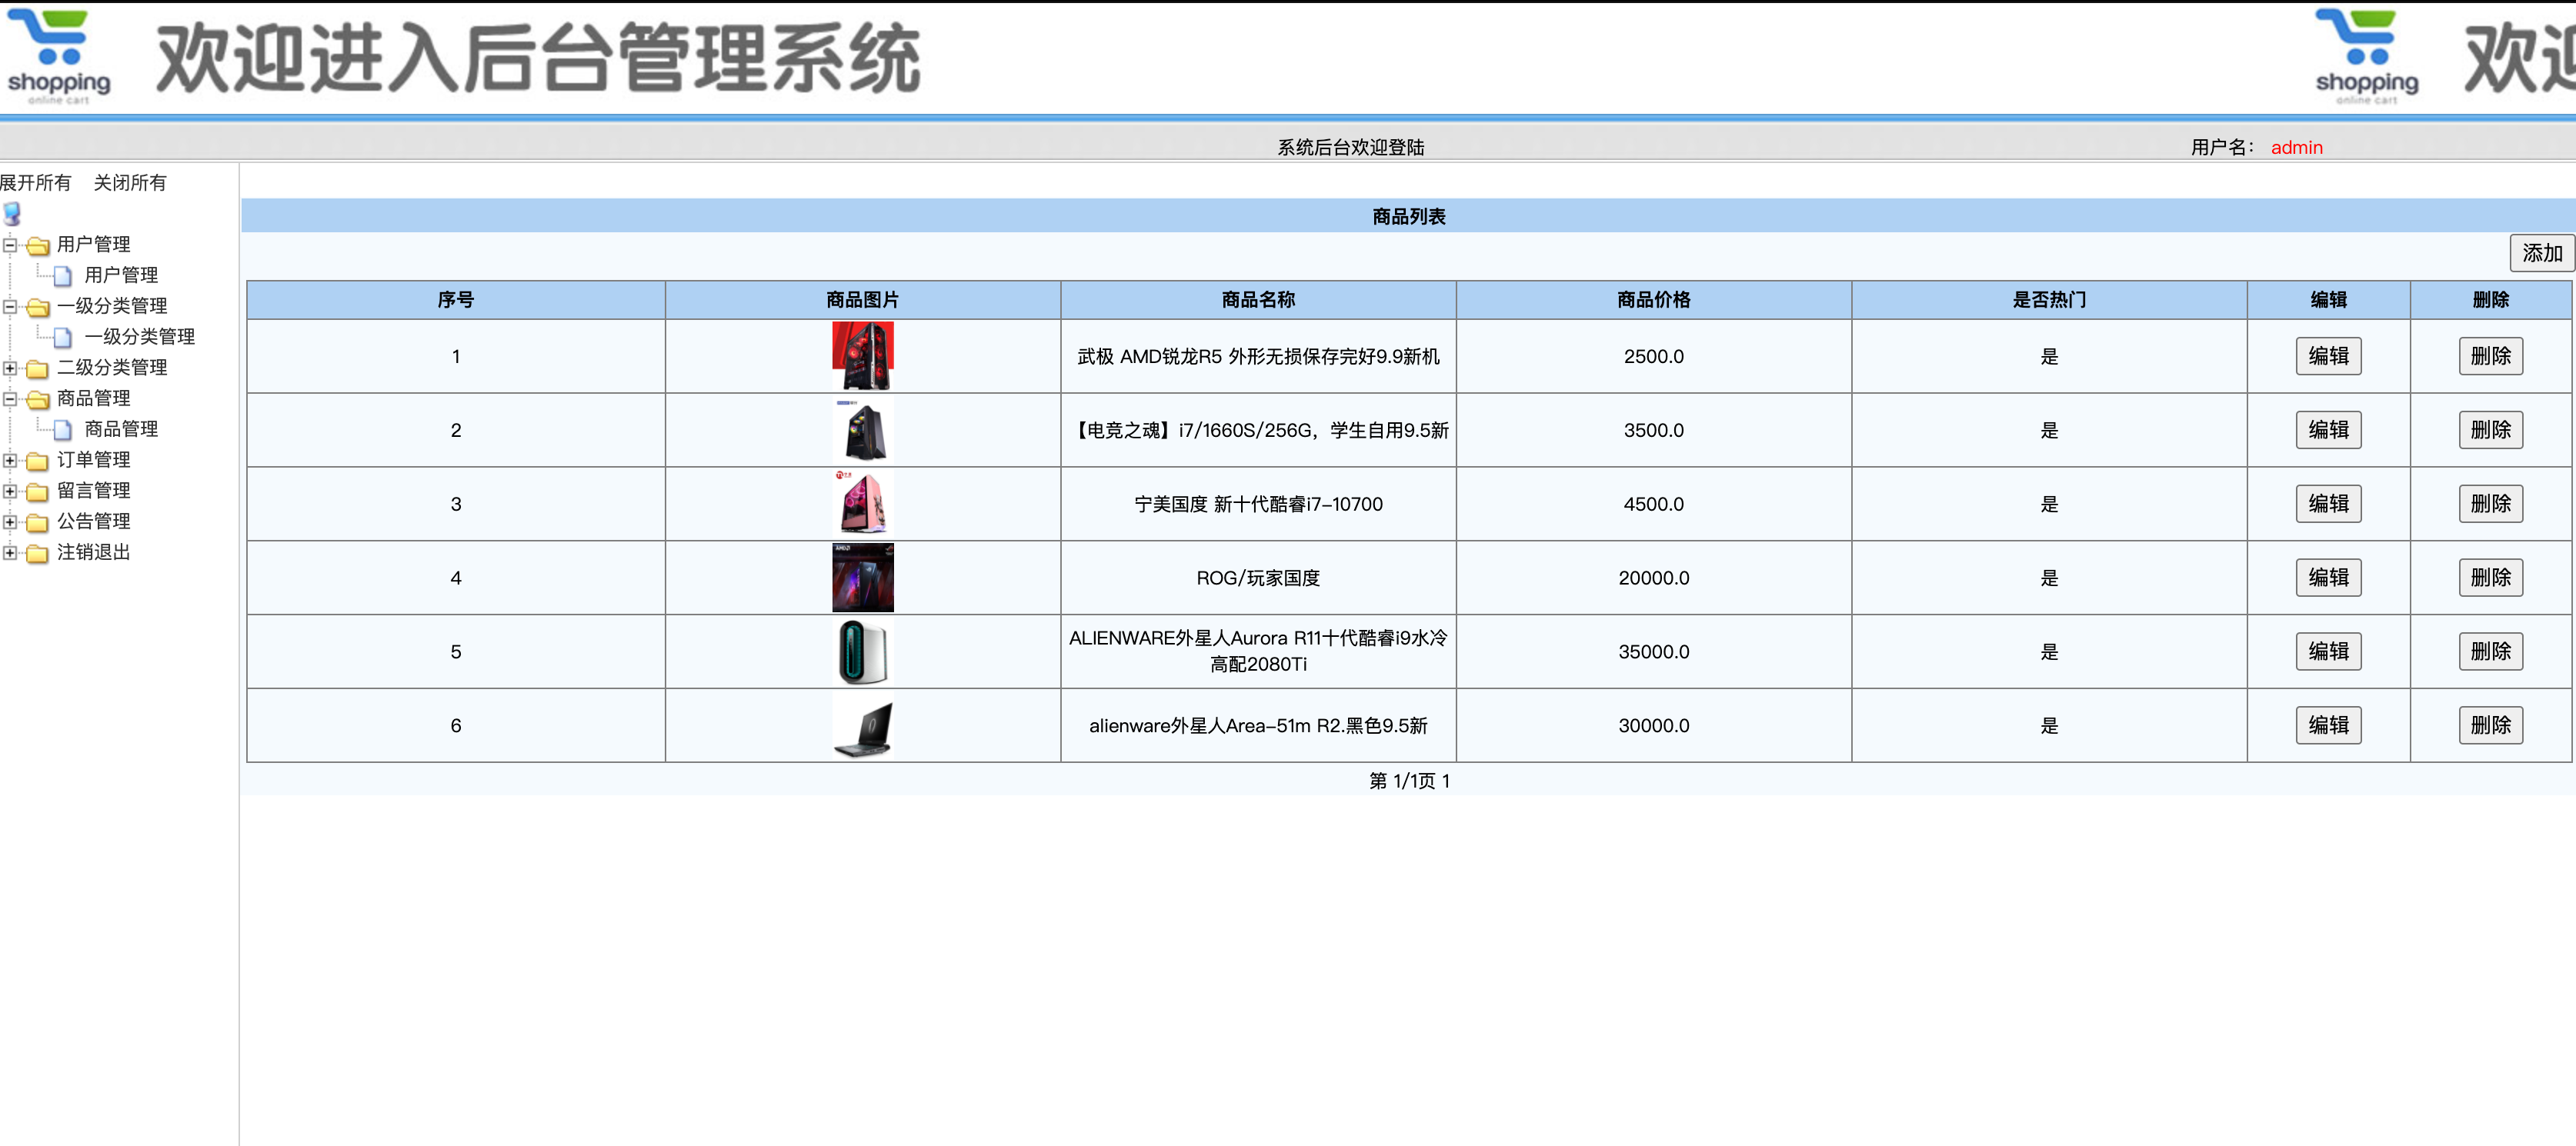 shopping
online cart
欢迎进入后台管理系统
shopping
online cart
欢迎
系统后台欢迎登陆
用户名： admin
展开所有 关闭所有
用户管理
用户管理
一级分类管理
一级分类管理
二级分类管理
商品管理
商品管理
订单管理
留言管理
公告管理
注销退出
商品列表
添加
序号 商品图片 商品名称 商品价格 是否热门 编辑 删除
1 武极 AMD锐龙R5 外形无损保存完好9.9新机 2500.0 是 编辑 删除
2 【电竞之魂】i7/1660S/256G，学生自用9.5新 3500.0 是 编辑 删除
3 宁美国度 新十代酷睿i7-10700 4500.0 是 编辑 删除
4 ROG/玩家国度 20000.0 是 编辑 删除
5 ALIENWARE外星人Aurora R11十代酷睿i9水冷
高配2080Ti 35000.0 是 编辑 删除
6 alienware外星人Area-51m R2.黑色9.5新 30000.0 是 编辑 删除
第 1/1页 1